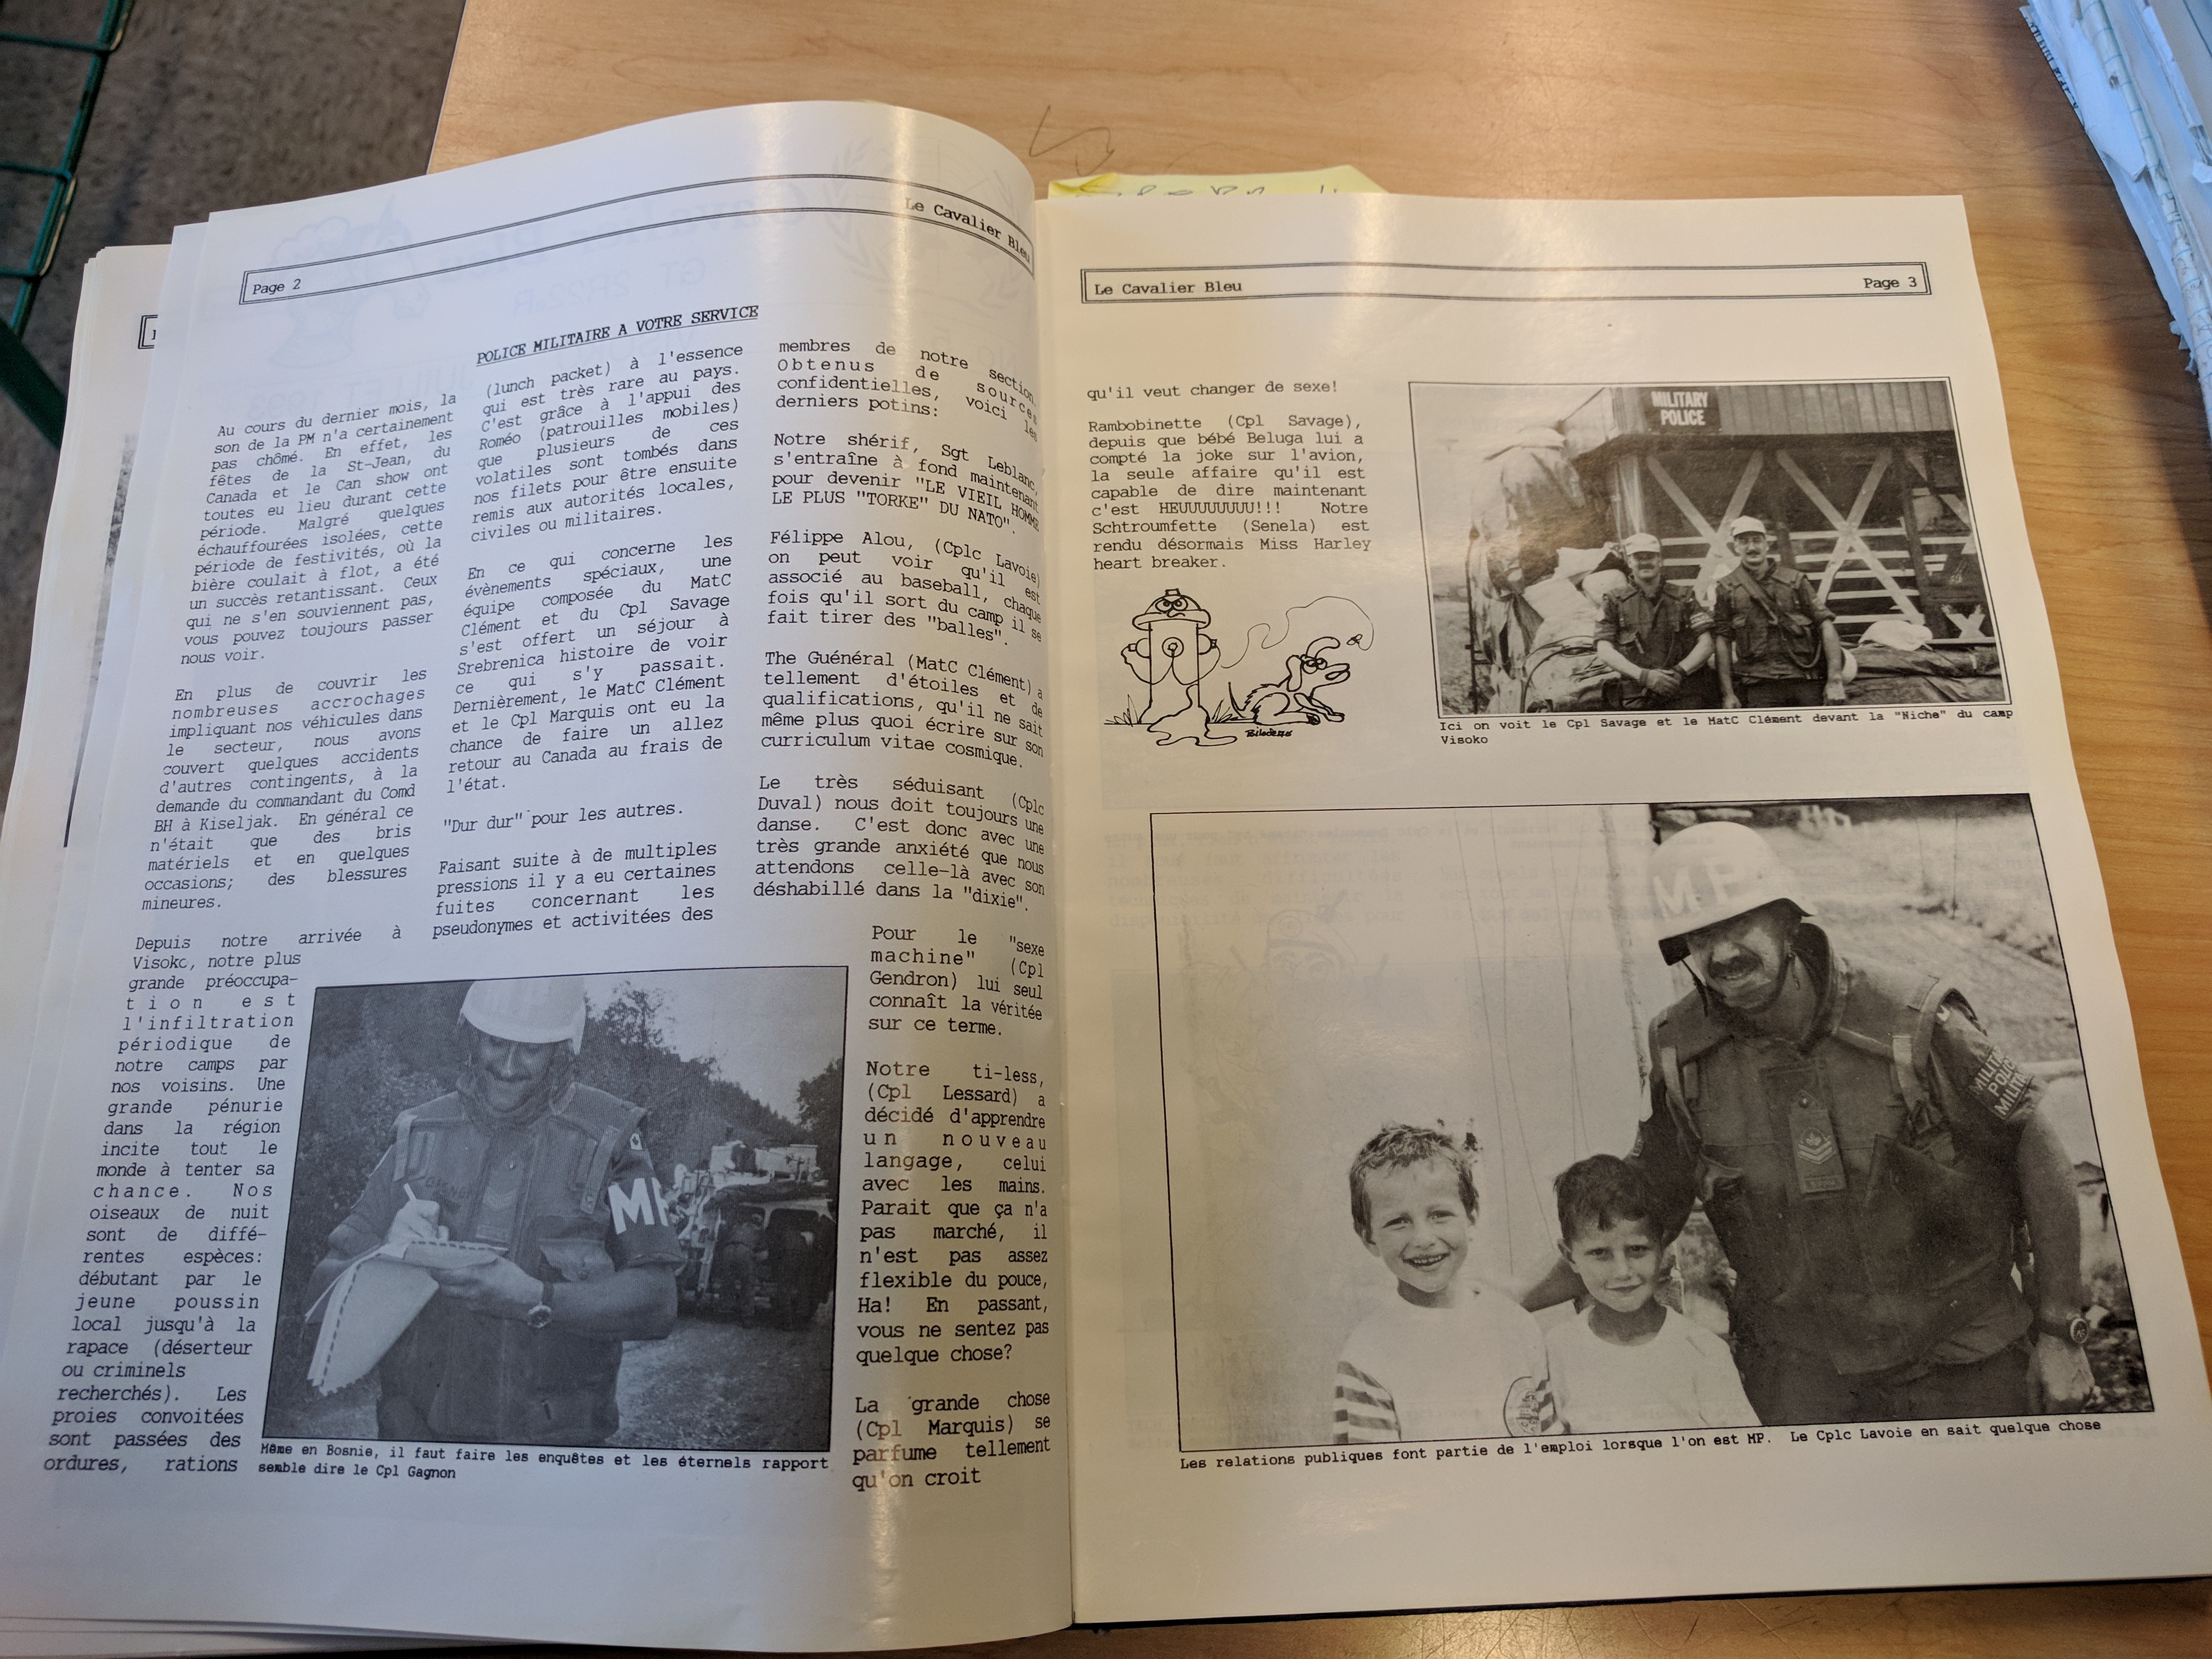 Page 2
Le Cavalier Bleu
POLICE MILITAIRE A VOTRE SERVICE
Au cours du dernier mois, la
son de la PM n'a certainement
pas chômé. En effet, les
fêtes de la St-Jean, du
Canada et le Can show ont
toutes eu lieu durant cette
période. Malgré quelques
échauffourées isolées, cette
période de festivités, où la
bière coulait à flot, a été
un succès retantissant. Ceux
qui ne s'en souviennent pas,
vous pouvez toujours passer
nous voir.
En plus de couvrir les
nombreuses accrochages
impliquant nos véhicules dans
le secteur, nous avons
couvert quelques accidents
d'autres contingents, à la
demande du commandant du Comd
BH à Kiseljak. En général ce
n'était que des bris
matériels et en quelques
occasions; des blessures
mineures.
Depuis notre arrivée à
Visoko, notre plus
grande préoccupa-
tion est
l'infiltration
périodique de
notre camps par
nos voisins. Une
grande pénurie
dans la région
incite tout le
monde à tenter sa
chance. Nos
oiseaux de nuit
sont de diffé-
rentes espèces:
débutant par le
jeune poussin
local jusqu'à la
rapace (déserteur
ou criminels
recherchés). Les
proies convoitées
sont passées des
ordures, rations
(lunch packet) à l'essence
qui est très rare au pays.
C'est grâce à l'appui des
Roméo (patrouilles mobiles)
que plusieurs de ces
volatiles sont tombés dans
nos filets pour être ensuite
remis aux autorités locales,
civiles ou militaires.
En ce qui concerne les
évènements spéciaux, une
équipe composée du MatC
Clément et du Cpl Savage
s'est offert un séjour à
Srebrenica histoire de voir
ce qui s'y passait.
Dernièrement, le MatC Clément
et le Cpl Marquis ont eu la
chance de faire un allez
retour au Canada au frais de
l'état.
"Dur dur" pour les autres.
Faisant suite à de multiples
pressions il y a eu certaines
fuites concernant les
pseudonymes et activitées des
membres de notre section.
Obtenus de sources
confidentielles, voici les
derniers potins:
Notre shérif, Sgt Leblanc,
s'entraîne à fond maintenant
pour devenir "LE VIEIL HOMME
LE PLUS "TORKE" DU NATO".
Félippe Alou, (Cplc Lavoie)
on peut voir qu'il est
associé au baseball, chaque
fois qu'il sort du camp il se
fait tirer des "balles".
The Guénéral (MatC Clément) a
tellement d'étoiles et de
qualifications, qu'il ne sait
même plus quoi écrire sur son
curriculum vitae cosmique.
Le très séduisant (Cplc
Duval) nous doit toujours une
danse. C'est donc avec une
très grande anxiété que nous
attendons celle-là avec son
déshabillé dans la "dixie".
Pour le "sexe
machine" (Cpl
Gendron) lui seul
connaît la véritée
sur ce terme.
Notre ti-less,
(Cpl Lessard) a
décidé d'apprendre
un nouveau
langage, celui
avec les mains.
Parait que ça n'a
pas marché, il
n'est pas assez
flexible du pouce,
Ha! En passant,
vous ne sentez pas
quelque chose?
La grande chose
(Cpl Marquis) se
parfume tellement
qu'on croit
MP
Même en Bosnie, il faut faire les enquêtes et les éternels rapport
semble dire le Cpl Gagnon
Le Cavalier Bleu
Page 3
qu'il veut changer de sexe!
Rambobinette (Cpl Savage),
depuis que bébé Beluga lui a
compté la joke sur l'avion,
la seule affaire qu'il est
capable de dire maintenant
c'est HEUUUUUUUU!!! Notre
Schtroumfette (Senela) est
rendu désormais Miss Harley
heart breaker.
MILITARY
POLICE
Ici on voit le Cpl Savage et le MatC Clément devant la "Niche" du camp
Visoko
MP
MILITARY
POLICE
Les relations publiques font partie de l'emploi lorsque l'on est MP. Le Cplc Lavoie en sait quelque chose